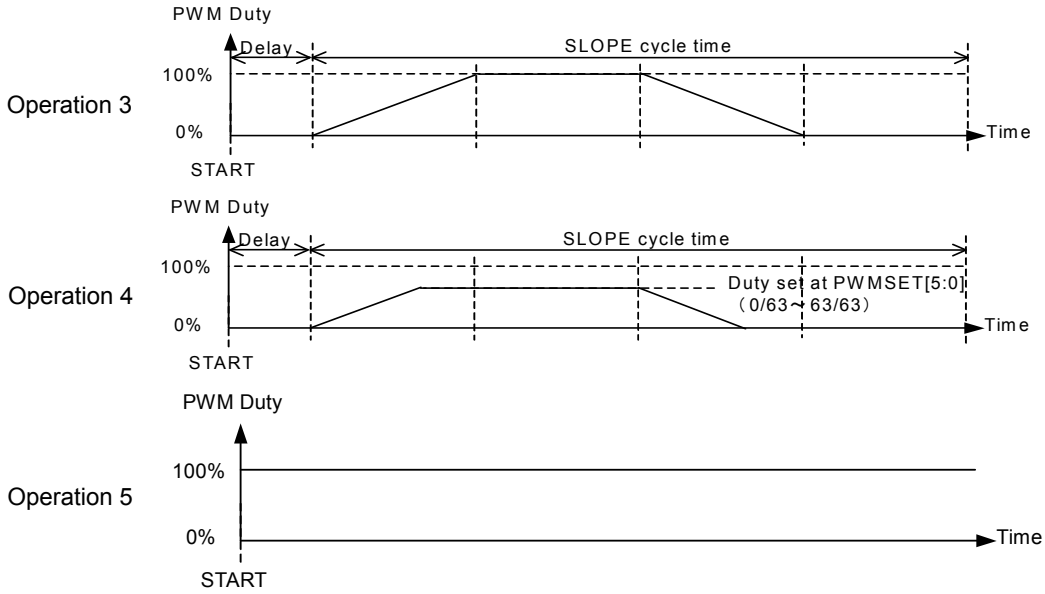 PWM Duty
Delay
SLOPE cycle time
100%
Operation 3
0%
Time
START
PWM Duty
Delay
SLOPE cycle time
100%
Duty set at PWMSET[5:0]
Operation 4
(0/63~63/63)
0%
Time
START
PWM Duty
100%
Operation 5
0%
Time
START